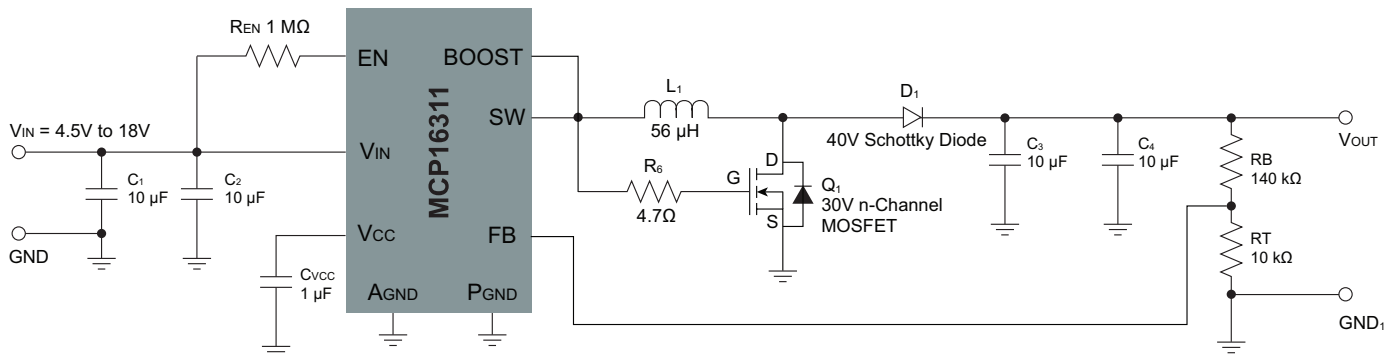 REN 1 MΩ
VIN = 4.5V to 18V
C1
10 µF
C2
10 µF
GND
CVCC
1 µF
EN
VIN
VCC
AGND
PGND
MCP16311
BOOST
SW
FB
L1
56 µH
R6
4.7Ω
G
D
S
Q1
30V n-Channel
MOSFET
D1
40V Schottky Diode
C3
10 µF
C4
10 µF
RB
140 kΩ
RT
10 kΩ
VOUT
GND1